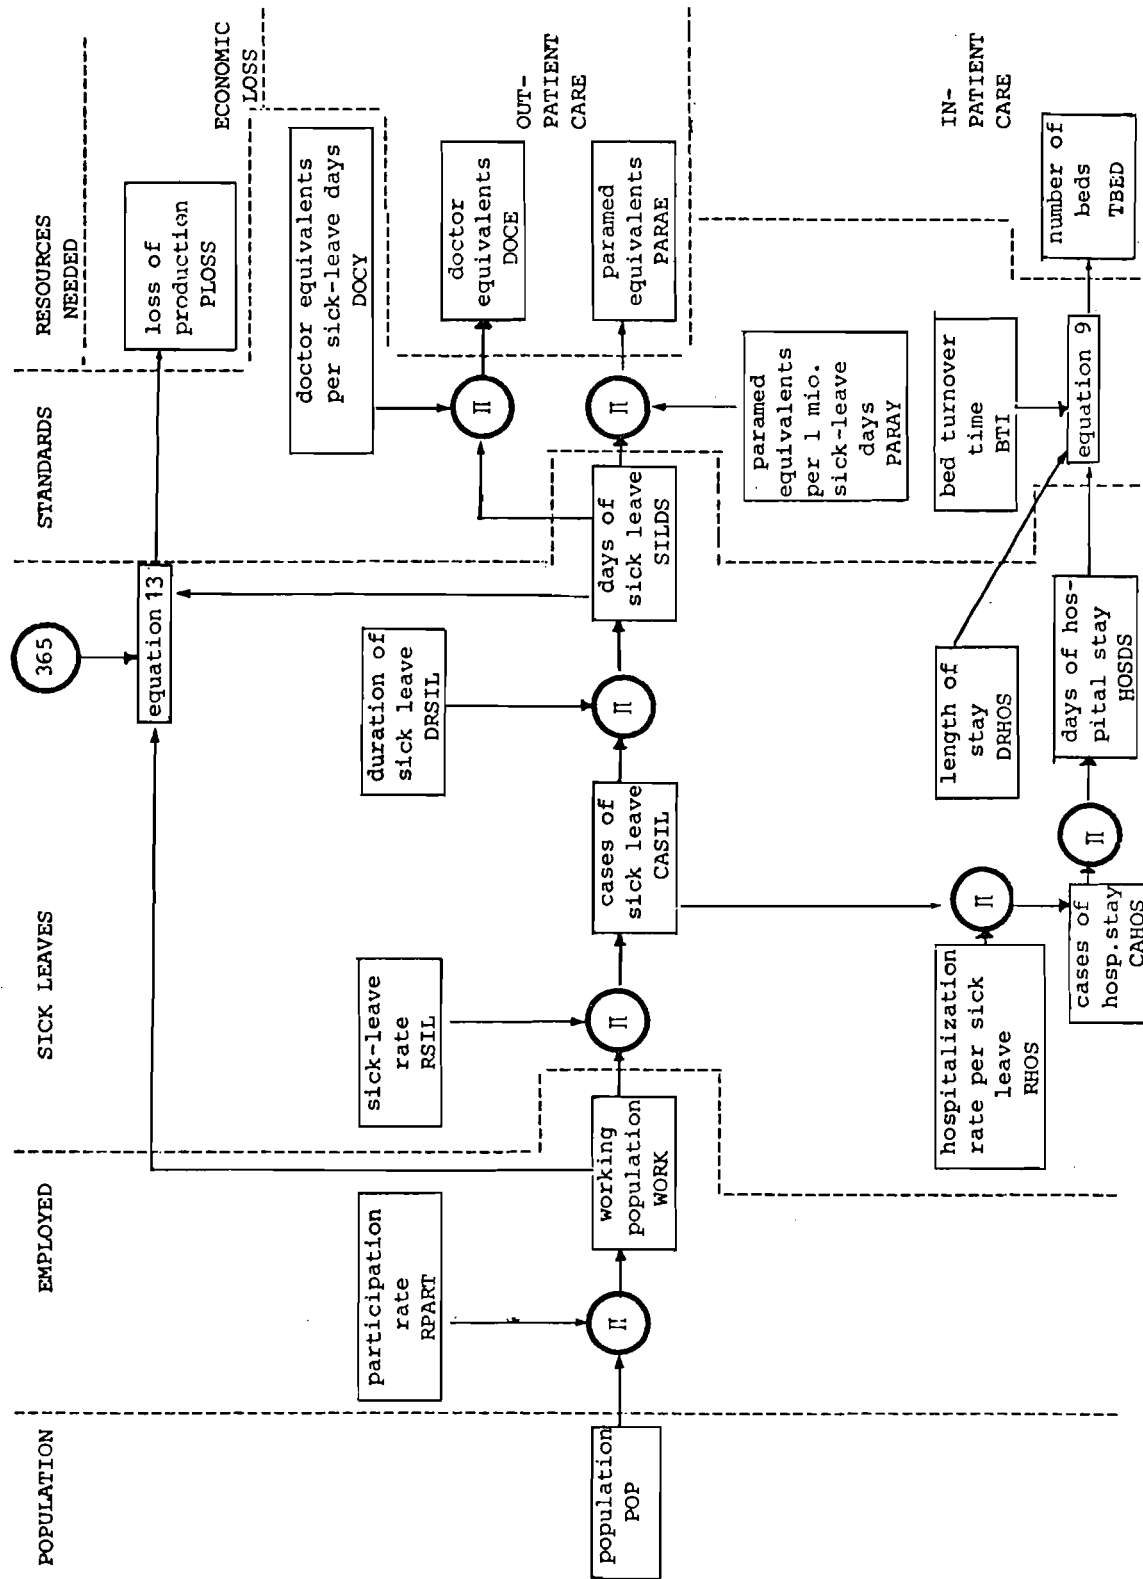 POPULATION
EMPLOYED
SICK LEAVES
STANDARDS
RESOURCES
NEEDED
365
equation 13
loss of
production
PLOSS
ECONOMIC
LOSS
participation
rate
RPART
sick-leave
rate
RSIL
duration of
sick leave
DRSIL
doctor equivalents
per sick-leave days
DOCY
population
POP
Π
working
population
WORK
Π
cases of
sick leave
CASIL
Π
days of
sick leave
SILDS
Π
doctor
equivalents
DOCE
OUT-
PATIENT
CARE
Π
paramed
equivalents
PARAE
paramed
equivalents
per 1 mio.
sick-leave
days
PARAY
hospitalization
rate per sick
leave
RHOS
Π
length of
stay
DRHOS
bed turnover
time
BTI
IN-
PATIENT
CARE
cases of
hosp.stay
CAHOS
Π
days of hos-
pital stay
HOSDS
equation 9
number of
beds
TBED